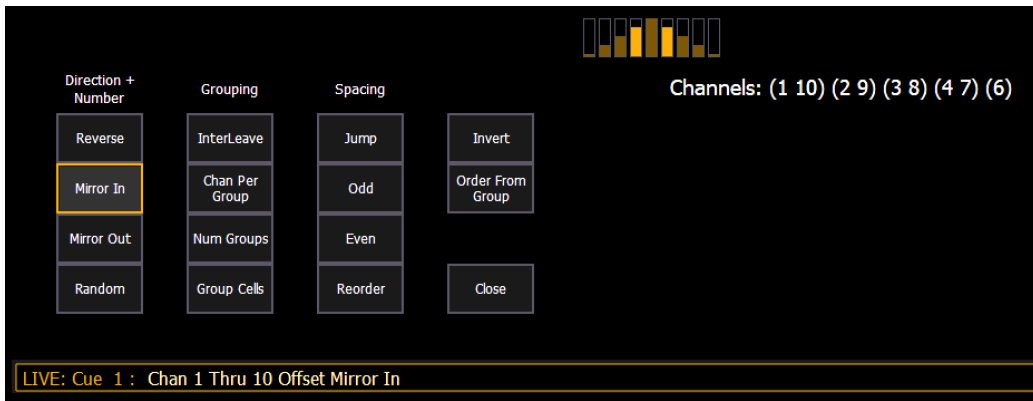 Direction +
Number
Grouping
Spacing
Channels: (1 10) (2 9) (3 8) (4 7) (6)
Reverse
InterLeave
Jump
Invert
Mirror In
Chan Per
Group
Odd
Order From
Group
Mirror Out
Num Groups
Even
Random
Group Cells
Reorder
Close
LIVE: Cue 1 : Chan 1 Thru 10 Offset Mirror In